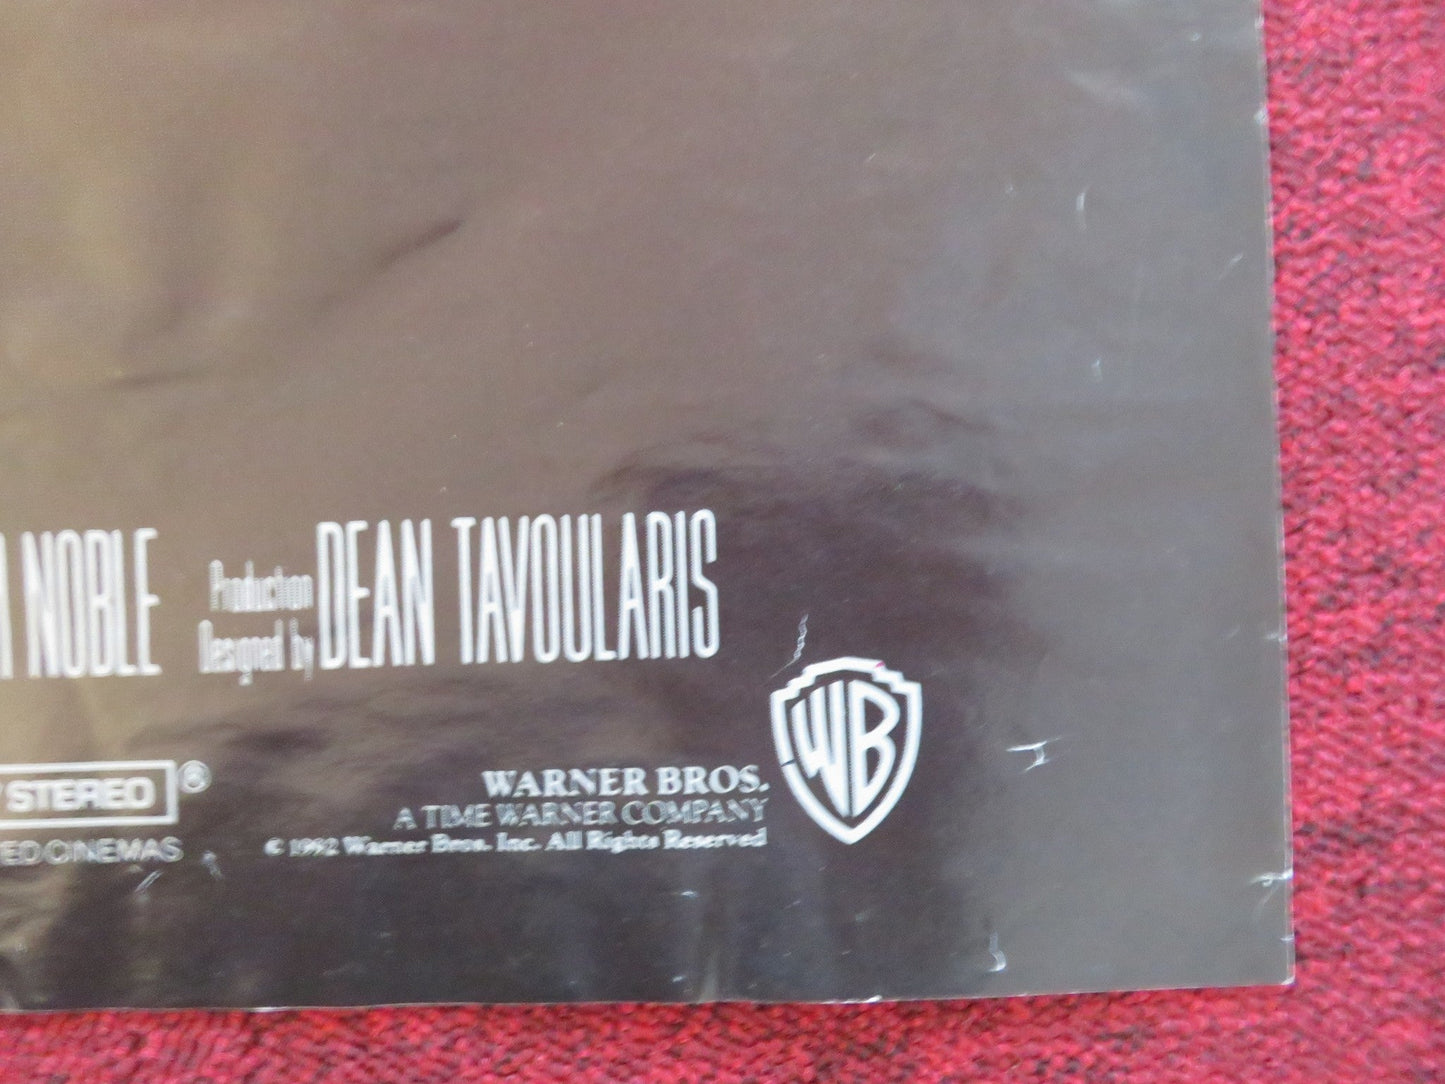 NOBLE Production Designed by DEAN TAVOULARIS
STEREO ®
WARNER BROS.
A TIME WARNER COMPANY
CINEMAS
© 1992 Warner Bros. Inc. All Rights Reserved
WB